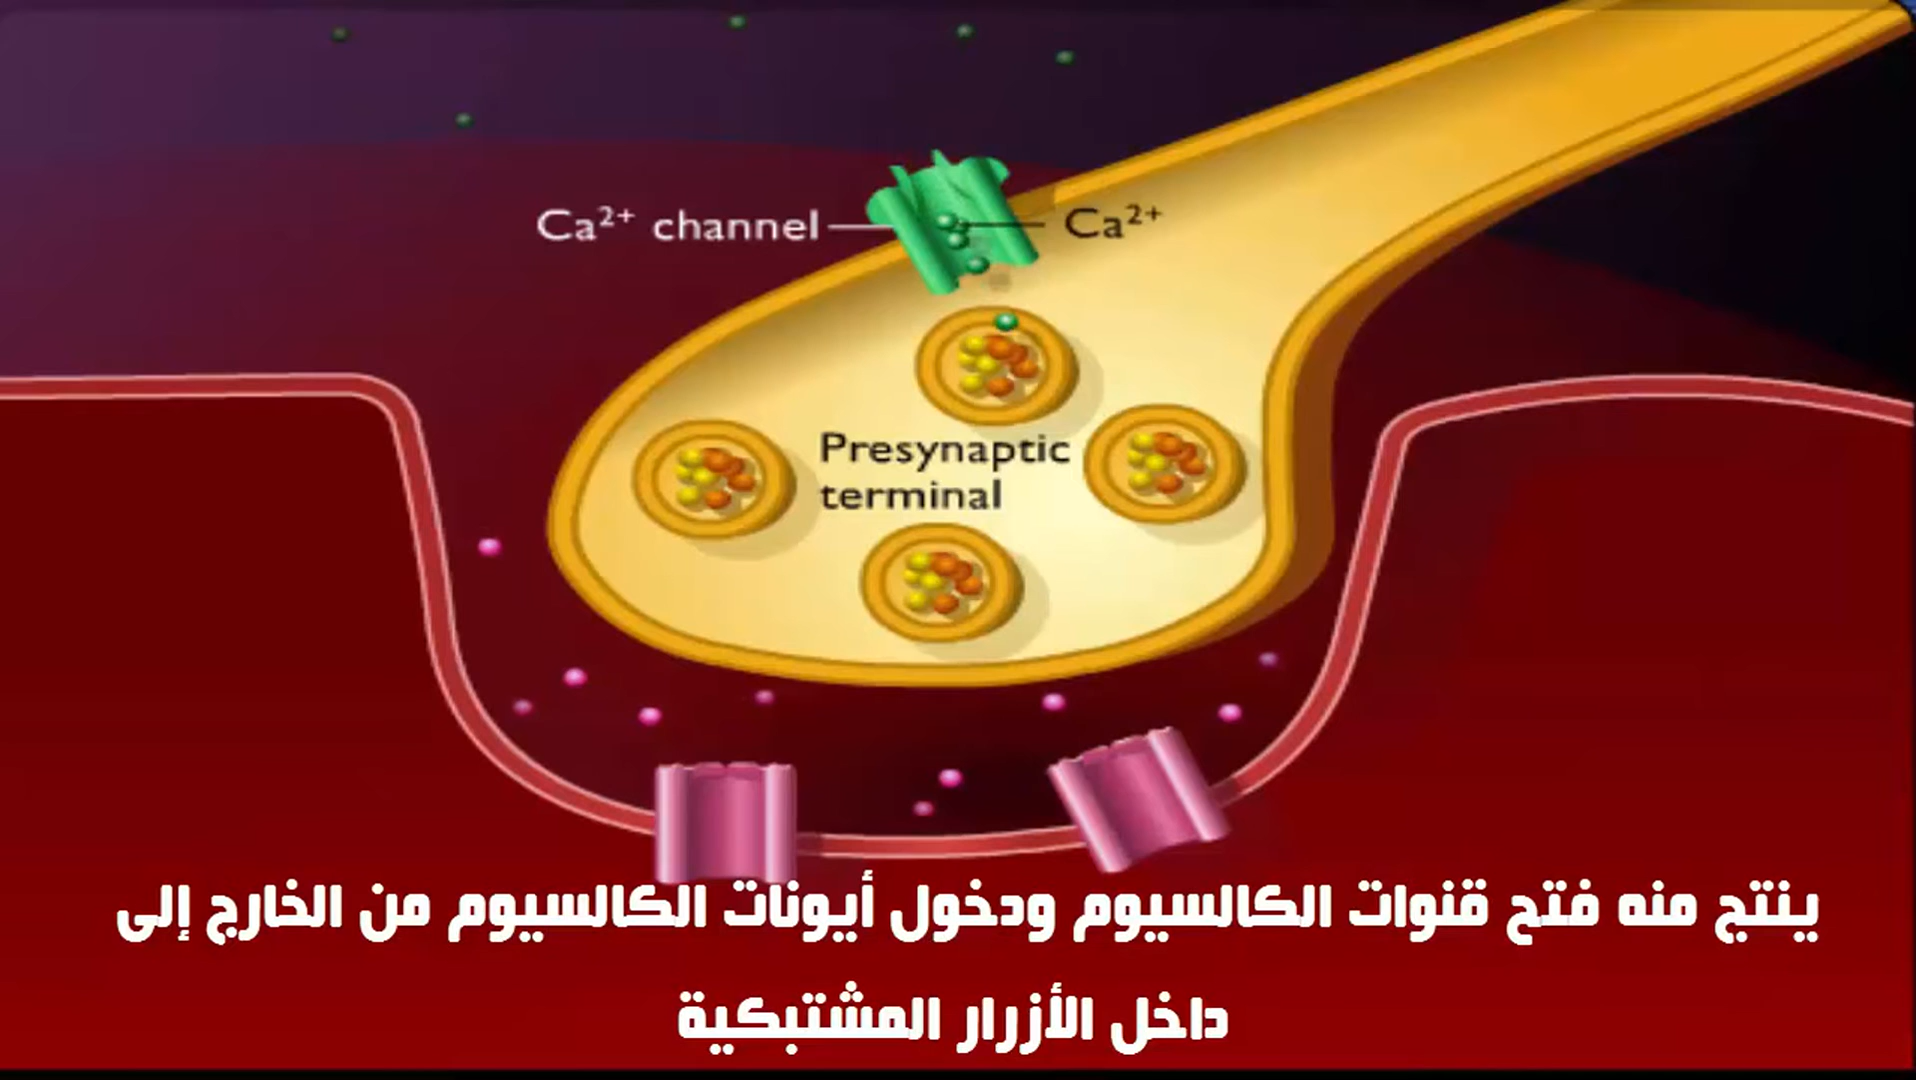 Ca²⁺ channel
Ca²⁺
Presynaptic
terminal
ينتج منه فتح قنوات الكالسيوم ودخول أيونات الكالسيوم من الخارج إلى
داخل الأزرار المشتبكية